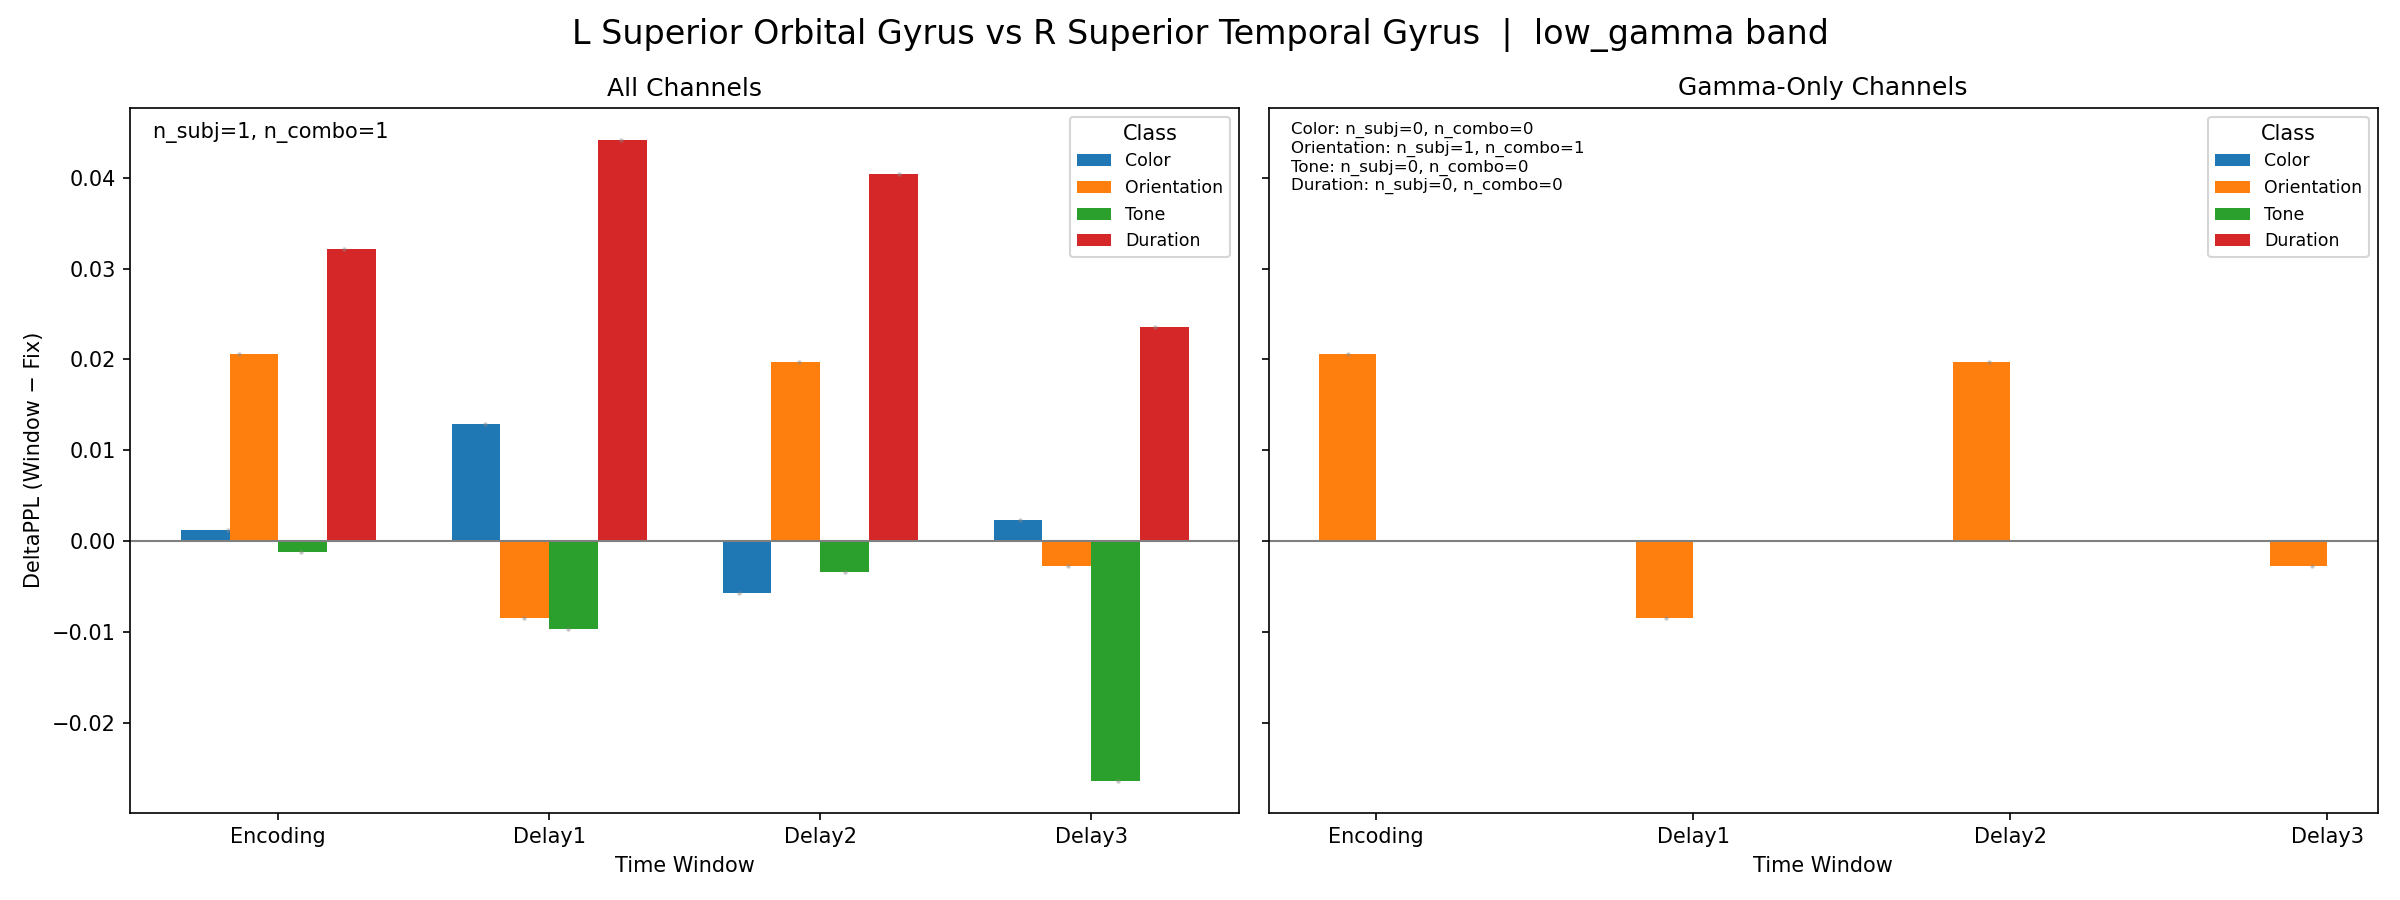 L Superior Orbital Gyrus vs R Superior Temporal Gyrus | low_gamma band
All Channels
n_subj=1, n_combo=1
Class
Color
Orientation
Tone
Duration
0.04
0.03
0.02
0.01
0.00
−0.01
−0.02
DeltaPPL (Window − Fix)
Encoding
Delay1
Delay2
Delay3
Time Window
Gamma-Only Channels
Color: n_subj=0, n_combo=0
Orientation: n_subj=1, n_combo=1
Tone: n_subj=0, n_combo=0
Duration: n_subj=0, n_combo=0
Class
Color
Orientation
Tone
Duration
Encoding
Delay1
Delay2
Delay3
Time Window